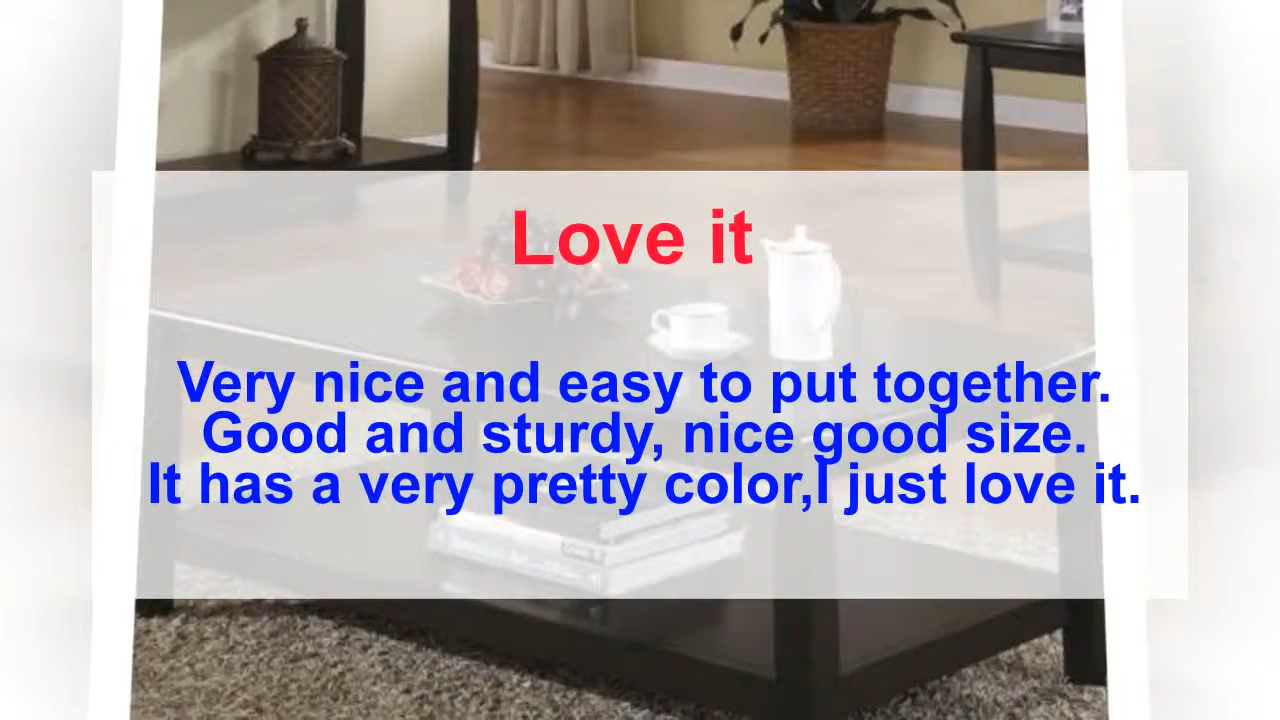 Love it
Very nice and easy to put together.
Good and sturdy, nice good size.
It has a very pretty color,I just love it.